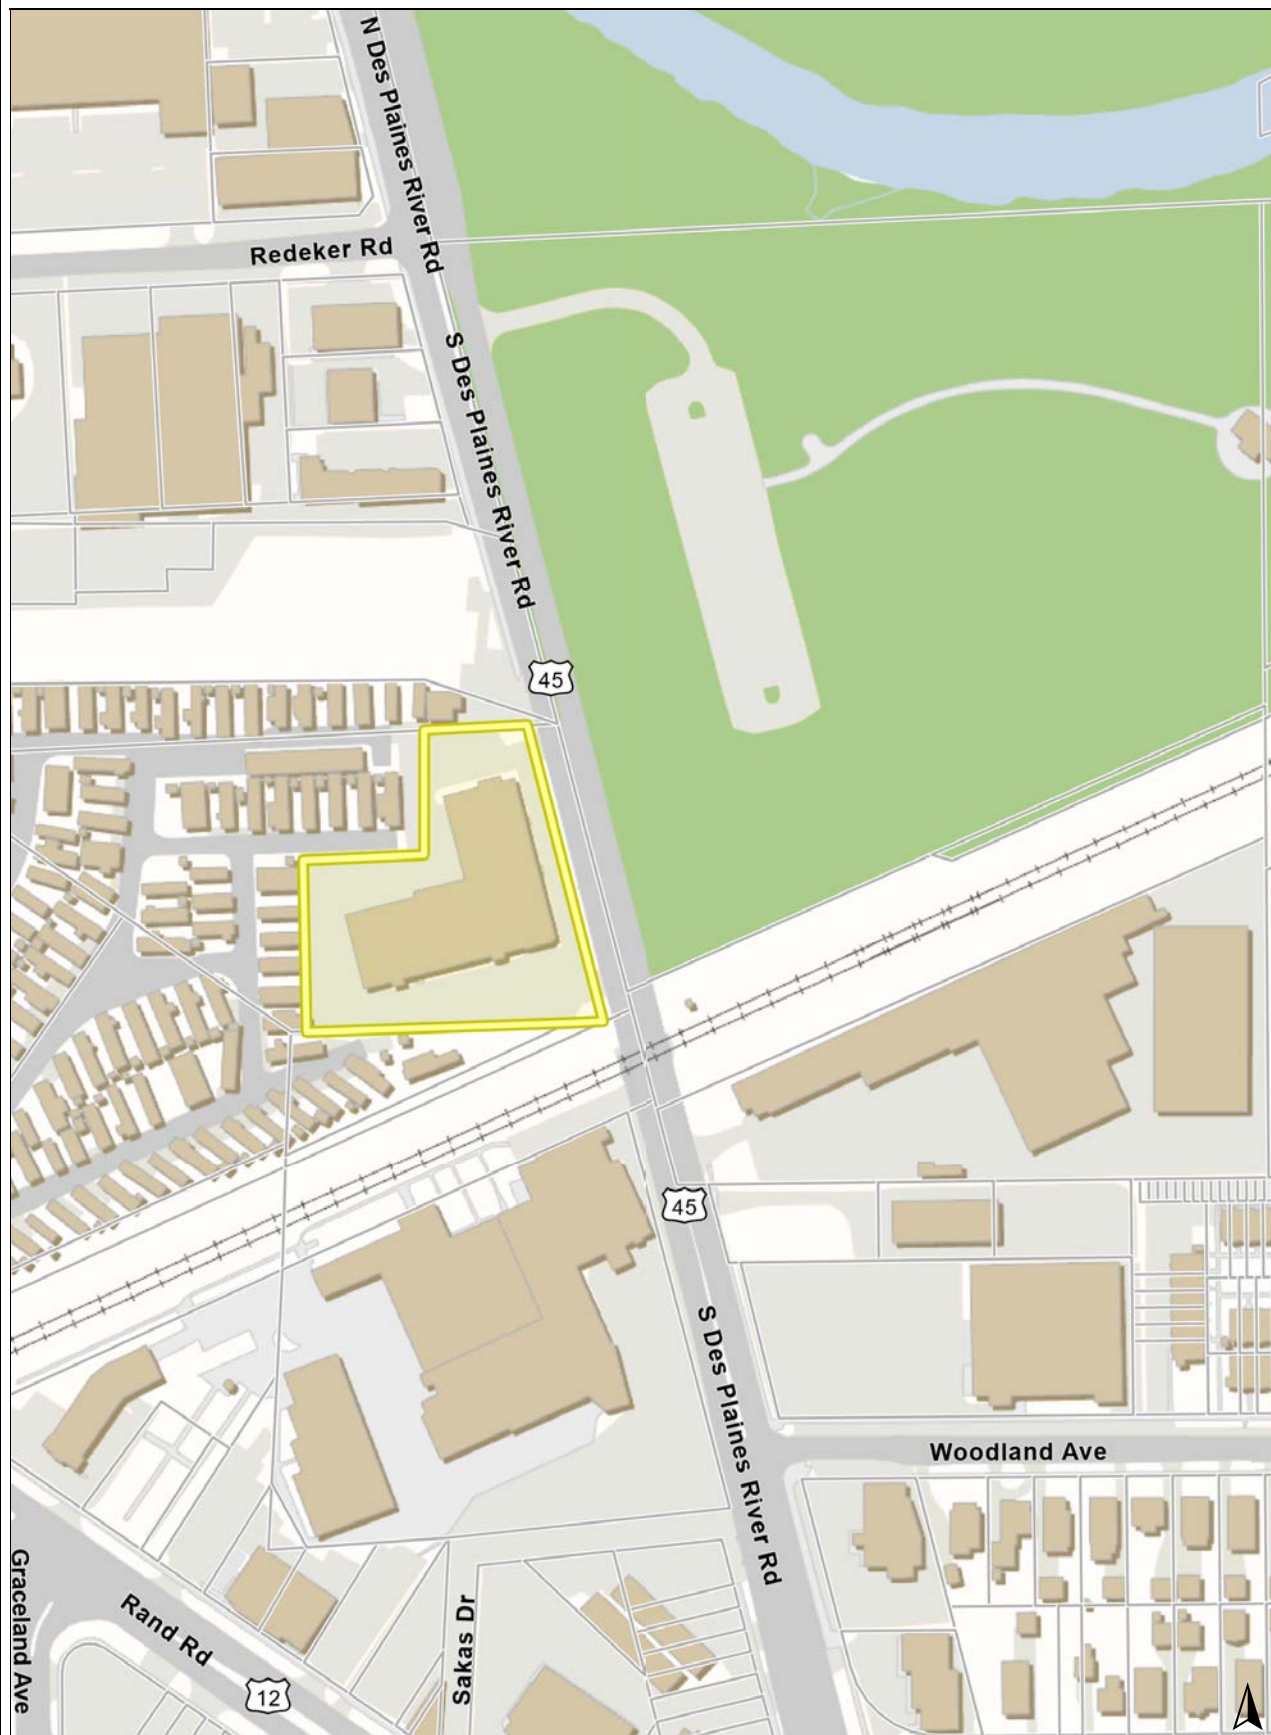 N Des Plaines River Rd
Redeker Rd
S Des Plaines River Rd
45
45
S Des Plaines River Rd
Woodland Ave
Graceland Ave
Rand Rd
Sakas Dr
12